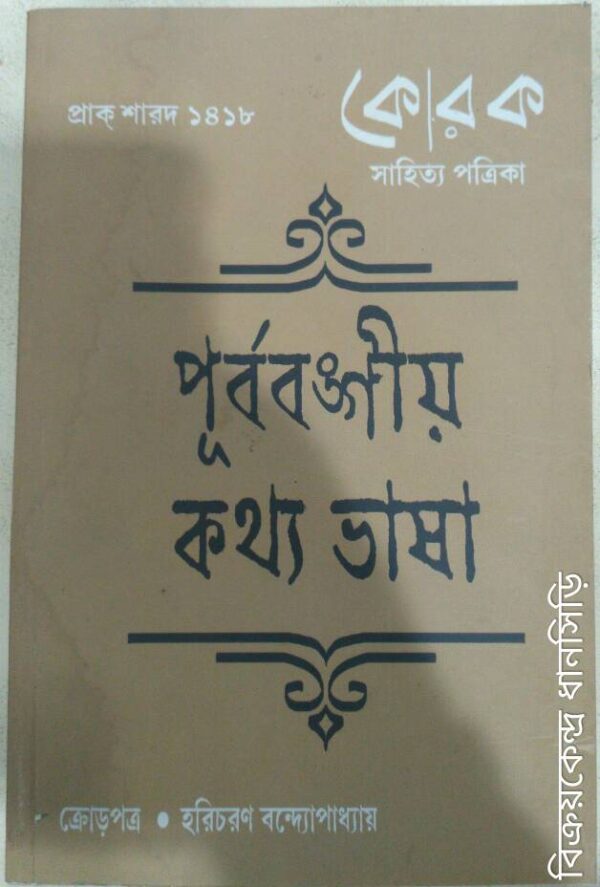 প্রাক্ শারদ ১৪১৮
কোরক
সাহিত্য পত্রিকা
পূর্ববঙ্গীয়
কথ্য ভাষা
ক্রোড়পত্র • হরিচরণ বন্দ্যোপাধ্যায়
বিক্রয়কেন্দ্র ধানসিড়ি